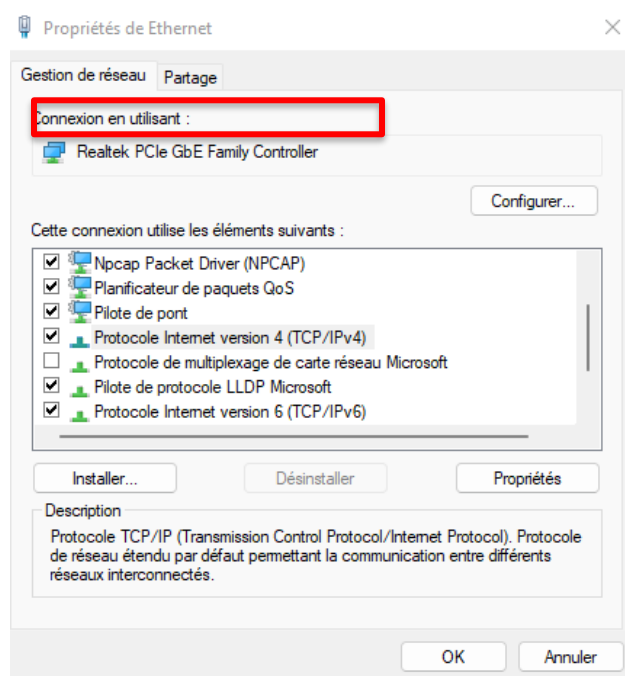 Propriétés de Ethernet
Gestion de réseau Partage
Connexion en utilisant :
Realtek PCIe GbE Family Controller
Configurer...
Cette connexion utilise les éléments suivants :
Npcap Packet Driver (NPCAP)
Planificateur de paquets QoS
Pilote de pont
Protocole Internet version 4 (TCP/IPv4)
Protocole de multiplexage de carte réseau Microsoft
Pilote de protocole LLDP Microsoft
Protocole Internet version 6 (TCP/IPv6)
Installer... Désinstaller Propriétés
Description
Protocole TCP/IP (Transmission Control Protocol/Internet Protocol). Protocole
de réseau étendu par défaut permettant la communication entre différents
réseaux interconnectés.
OK Annuler